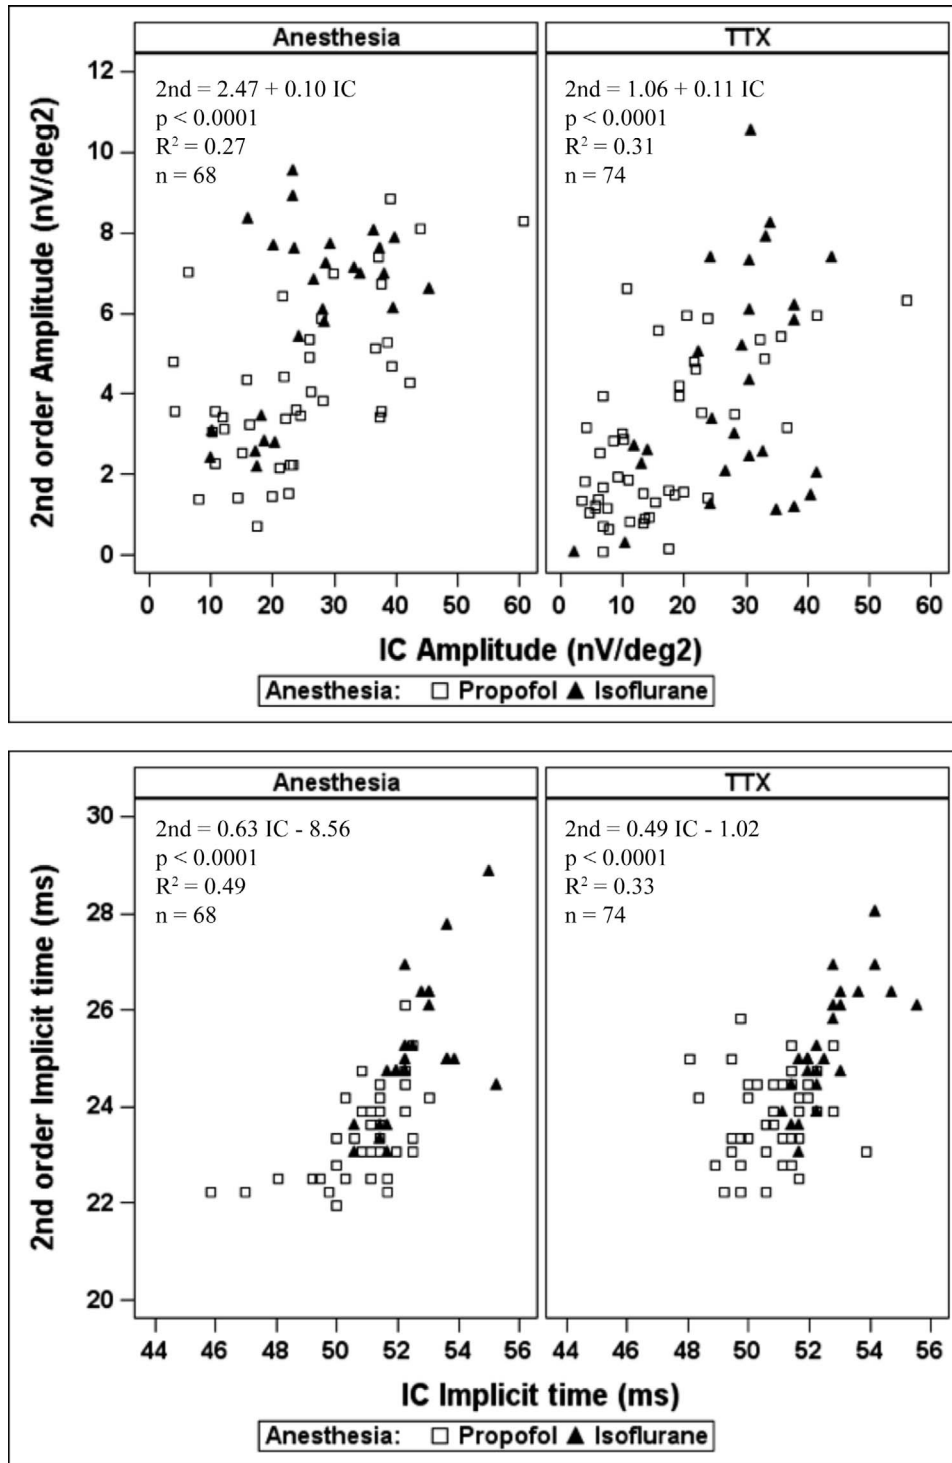 Anesthesia
TTX
2nd = 2.47 + 0.10 IC
p < 0.0001
R² = 0.27
n = 68
2nd = 1.06 + 0.11 IC
p < 0.0001
R² = 0.31
n = 74
2nd order Amplitude (nV/deg2)
12
10
8
6
4
2
0
0 10 20 30 40 50 60
0 10 20 30 40 50 60
IC Amplitude (nV/deg2)
Anesthesia: Propofol Isoflurane
Anesthesia
TTX
2nd = 0.63 IC - 8.56
p < 0.0001
R² = 0.49
n = 68
2nd = 0.49 IC - 1.02
p < 0.0001
R² = 0.33
n = 74
2nd order Implicit time (ms)
30
28
26
24
22
20
44 46 48 50 52 54 56
44 46 48 50 52 54 56
IC Implicit time (ms)
Anesthesia: Propofol Isoflurane